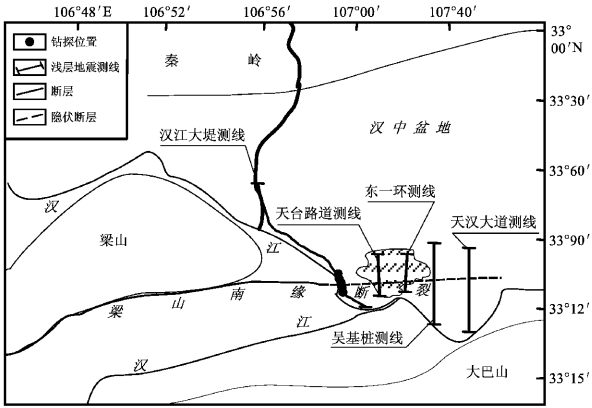 106°48′E 106°52′ 106°56′ 107°00′ 107°40′
33°00′N
钻探位置
浅层地震测线
断层
隐伏断层
秦 岭
33°30′
汉江大堤测线
汉中盆地
33°60′
东一环测线
汉
天台路道测线
天汉大道测线
梁山
江
33°90′
梁山南缘断裂
33°12′
江
吴基桩测线
汉
大巴山
33°15′